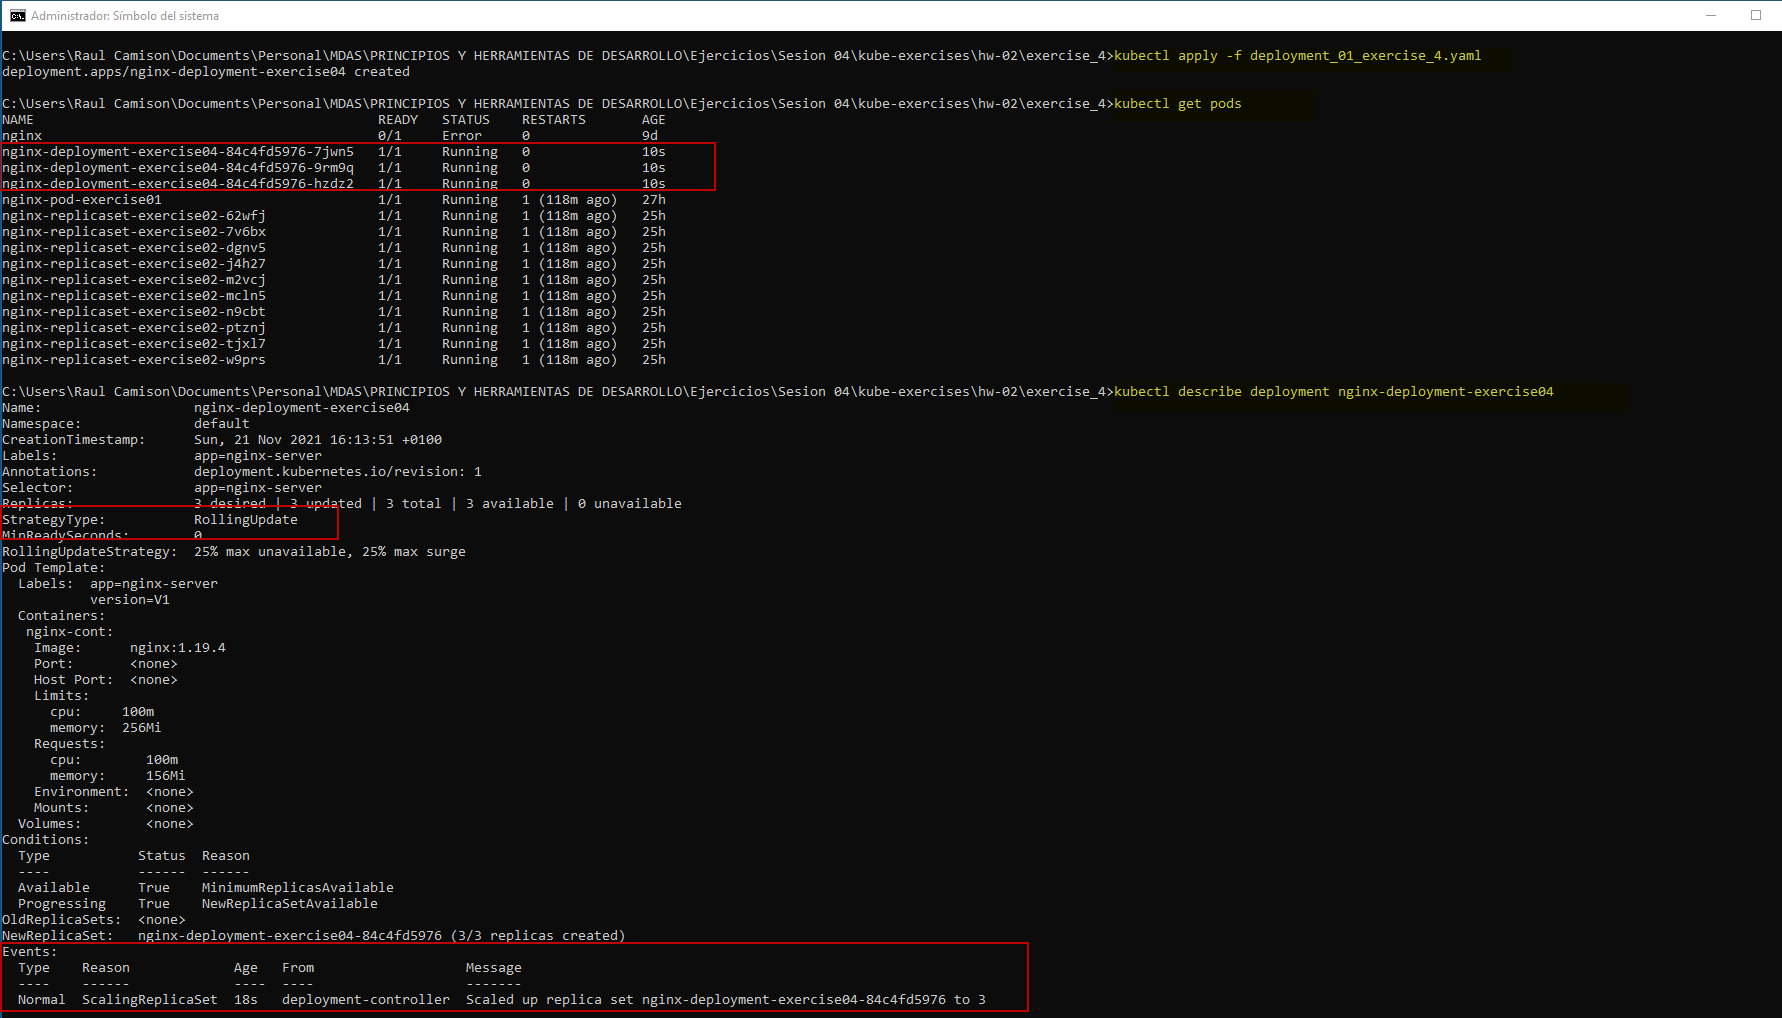 Administrador: Símbolo del sistema
C:\Users\Raul Camison\Documents\Personal\MDAS\PRINCIPIOS Y HERRAMIENTAS DE DESARROLLO\Ejercicios\Sesion 04\kube-exercises\hw-02\exercise_4>kubectl apply -f deployment_01_exercise_4.yaml
deployment.apps/nginx-deployment-exercise04 created
C:\Users\Raul Camison\Documents\Personal\MDAS\PRINCIPIOS Y HERRAMIENTAS DE DESARROLLO\Ejercicios\Sesion 04\kube-exercises\hw-02\exercise_4>kubectl get pods
NAME                                           READY   STATUS    RESTARTS       AGE
nginx                                          0/1     Error     0              9d
nginx-deployment-exercise04-84c4fd5976-7jwn5   1/1     Running   0              10s
nginx-deployment-exercise04-84c4fd5976-9rm9q   1/1     Running   0              10s
nginx-deployment-exercise04-84c4fd5976-hzdz2   1/1     Running   0              10s
nginx-pod-exercise01                           1/1     Running   1 (118m ago)   27h
nginx-replicaset-exercise02-62wfj              1/1     Running   1 (118m ago)   25h
nginx-replicaset-exercise02-7v6bx              1/1     Running   1 (118m ago)   25h
nginx-replicaset-exercise02-dgnv5              1/1     Running   1 (118m ago)   25h
nginx-replicaset-exercise02-j4h27              1/1     Running   1 (118m ago)   25h
nginx-replicaset-exercise02-m2vcj              1/1     Running   1 (118m ago)   25h
nginx-replicaset-exercise02-mcln5              1/1     Running   1 (118m ago)   25h
nginx-replicaset-exercise02-n9cbt              1/1     Running   1 (118m ago)   25h
nginx-replicaset-exercise02-ptznj              1/1     Running   1 (118m ago)   25h
nginx-replicaset-exercise02-tjxl7              1/1     Running   1 (118m ago)   25h
nginx-replicaset-exercise02-w9prs              1/1     Running   1 (118m ago)   25h
C:\Users\Raul Camison\Documents\Personal\MDAS\PRINCIPIOS Y HERRAMIENTAS DE DESARROLLO\Ejercicios\Sesion 04\kube-exercises\hw-02\exercise_4>kubectl describe deployment nginx-deployment-exercise04
Name:                   nginx-deployment-exercise04
Namespace:              default
CreationTimestamp:      Sun, 21 Nov 2021 16:13:51 +0100
Labels:                 app=nginx-server
Annotations:            deployment.kubernetes.io/revision: 1
Selector:               app=nginx-server
Replicas:               3 desired | 3 updated | 3 total | 3 available | 0 unavailable
StrategyType:           RollingUpdate
MinReadySeconds:        0
RollingUpdateStrategy:  25% max unavailable, 25% max surge
Pod Template:
  Labels:  app=nginx-server
           version=V1
  Containers:
   nginx-cont:
    Image:       nginx:1.19.4
    Port:        <none>
    Host Port:   <none>
    Limits:
      cpu:     100m
      memory:  256Mi
    Requests:
      cpu:        100m
      memory:     156Mi
    Environment:  <none>
    Mounts:       <none>
  Volumes:        <none>
Conditions:
  Type           Status  Reason
  ----           ------  ------
  Available      True    MinimumReplicasAvailable
  Progressing    True    NewReplicaSetAvailable
OldReplicaSets:  <none>
NewReplicaSet:   nginx-deployment-exercise04-84c4fd5976 (3/3 replicas created)
Events:
  Type    Reason             Age   From                   Message
  ----    ------             ----  ----                   -------
  Normal  ScalingReplicaSet  18s   deployment-controller  Scaled up replica set nginx-deployment-exercise04-84c4fd5976 to 3